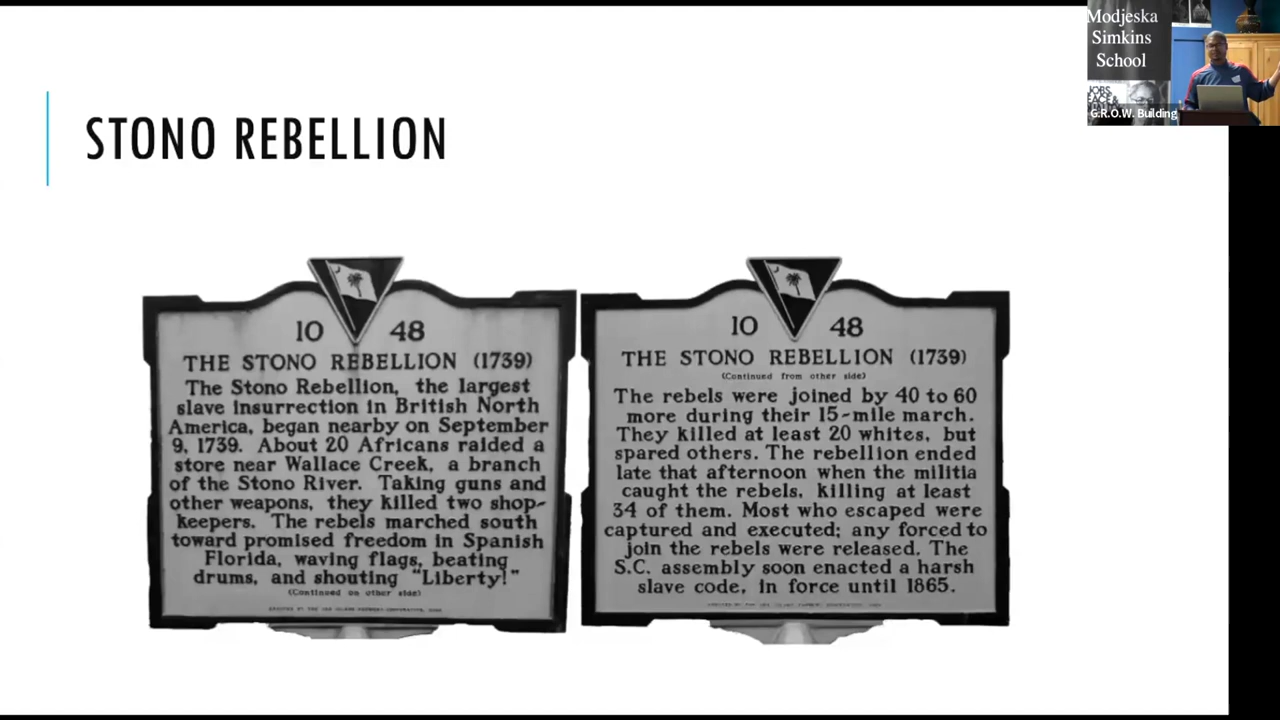 STONO REBELLION
10 48
THE STONO REBELLION (1739)
The Stono Rebellion, the largest
slave insurrection in British North
America, began nearby on September
9, 1739. About 20 Africans raided a
store near Wallace Creek, a branch
of the Stono River. Taking guns and
other weapons, they killed two shop-
keepers. The rebels marched south
toward promised freedom in Spanish
Florida, waving flags, beating
drums, and shouting "Liberty!"
(Continued on other side)
10 48
THE STONO REBELLION (1739)
(Continued from other side)
The rebels were joined by 40 to 60
more during their 15-mile march.
They killed at least 20 whites, but
spared others. The rebellion ended
late that afternoon when the militia
caught the rebels, killing at least
34 of them. Most who escaped were
captured and executed; any forced to
join the rebels were released. The
S.C. assembly soon enacted a harsh
slave code, in force until 1865.
Modjeska
Simkins
School
G.R.O.W. Building